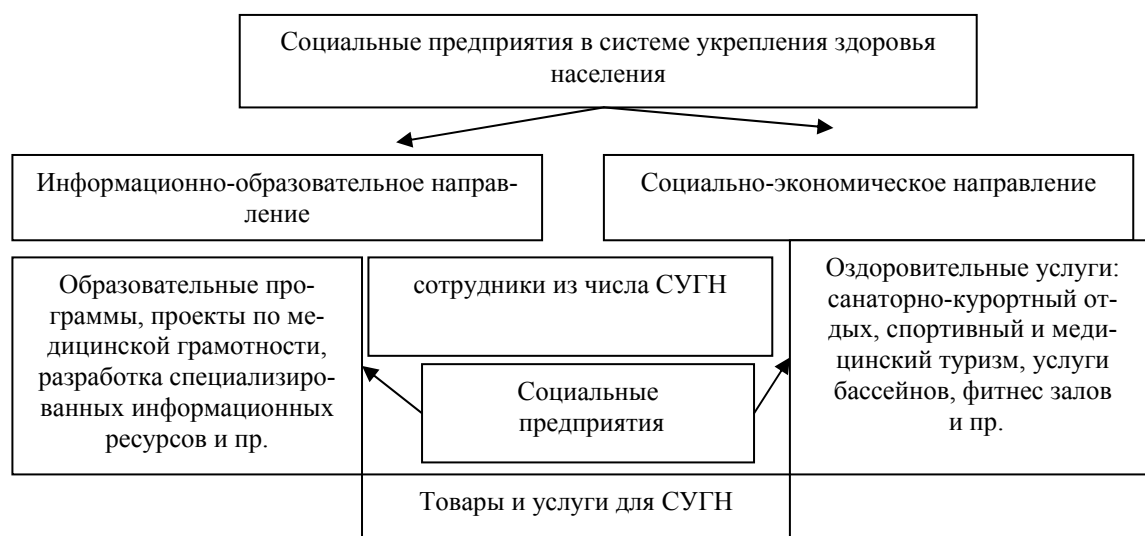 Социальные предприятия в системе укрепления здоровья
населения
Информационно-образовательное направ-
ление
Социально-экономическое направление
Образовательные про-
граммы, проекты по ме-
дицинской грамотности,
разработка специализиро-
ванных информационных
ресурсов и пр.
сотрудники из числа СУГН
Социальные
предприятия
Оздоровительные услуги:
санаторно-курортный от-
дых, спортивный и меди-
цинский туризм, услуги
бассейнов, фитнес залов
и пр.
Товары и услуги для СУГН